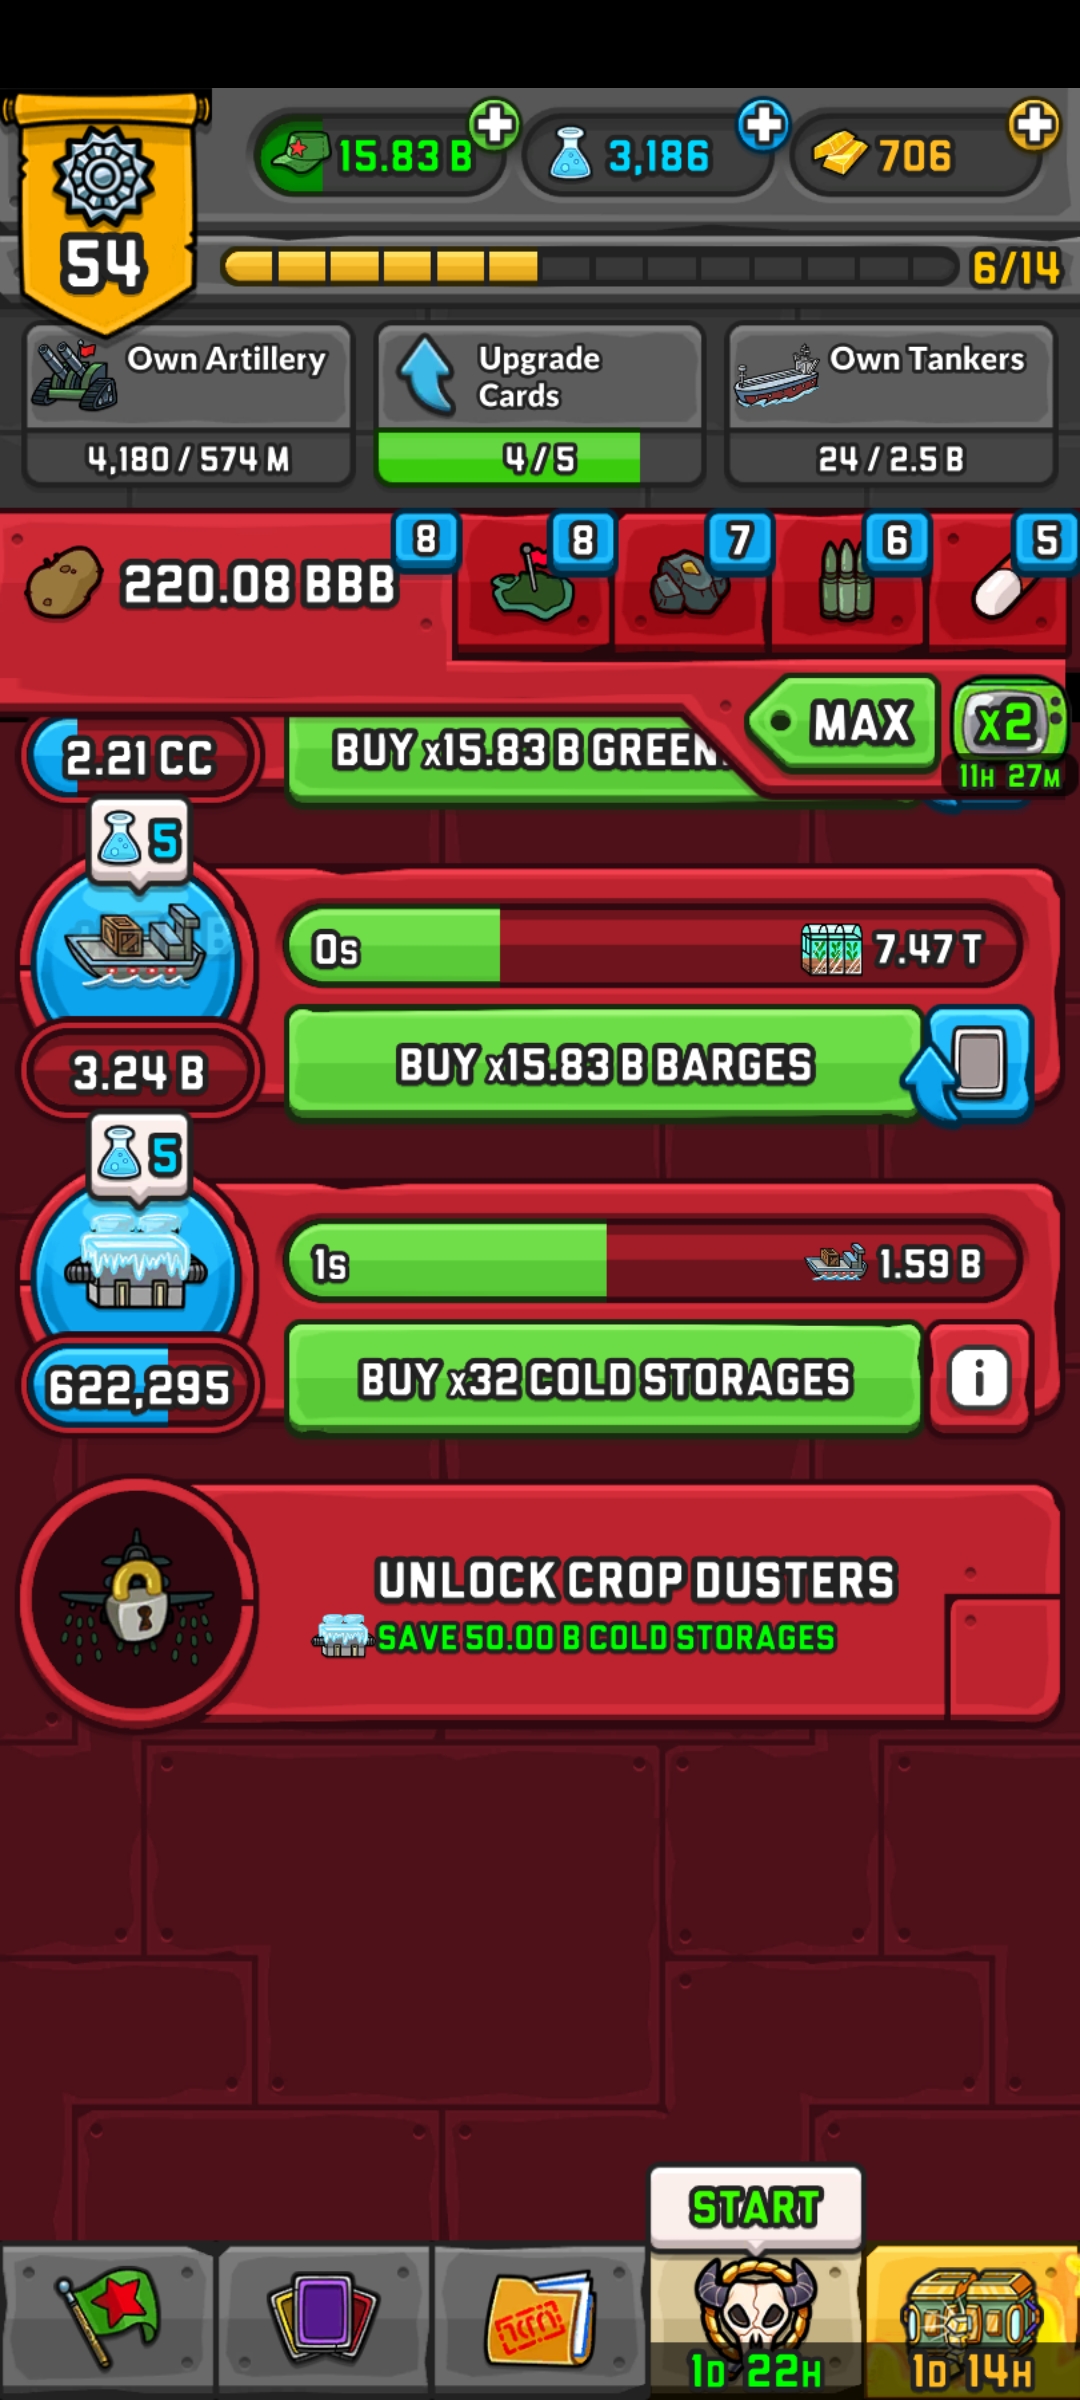 54
15.83 B
3,186
706
6/14
Own Artillery
4,180 / 574 M
Upgrade
Cards
4 / 5
Own Tankers
24 / 2.5 B
220.08 BBB
8
8
7
6
5
MAX
x2
11H 27M
2.21 CC
BUY x15.83 B GREEN
5
0s
7.47 T
3.24 B
BUY x15.83 B BARGES
5
1s
1.59 B
622,295
BUY x32 COLD STORAGES
i
UNLOCK CROP DUSTERS
SAVE 50.00 B COLD STORAGES
START
1D 22H
1D 14H